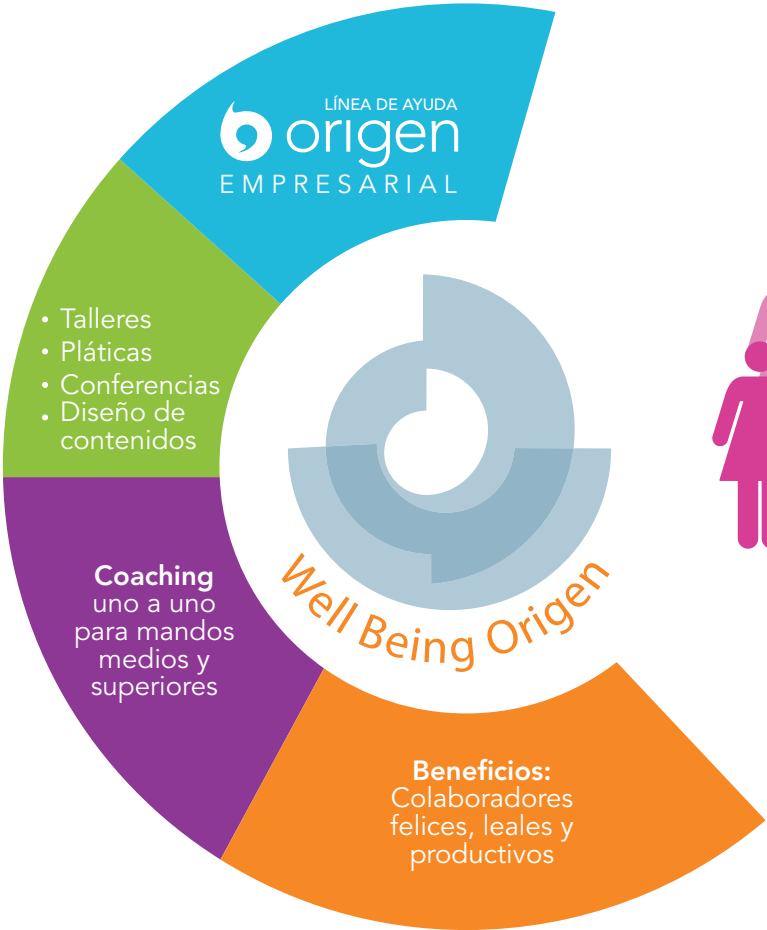 LÍNEA DE AYUDA
origen
EMPRESARIAL
• Talleres
• Pláticas
• Conferencias
• Diseño de
contenidos
Coaching
uno a uno
para mandos
medios y
superiores
Well Being Origen
Beneficios:
Colaboradores
felices, leales y
productivos